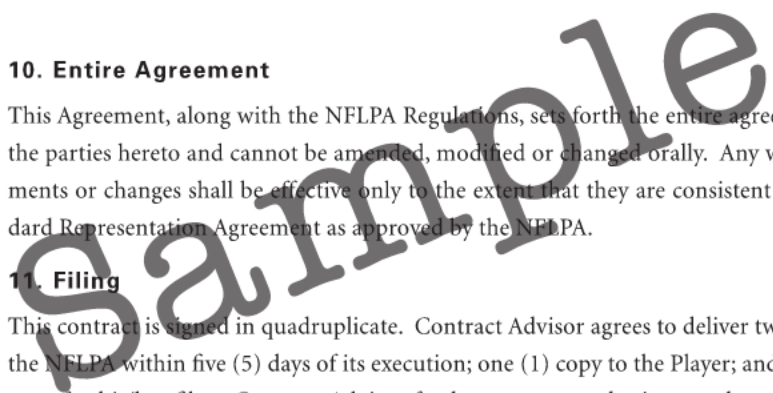 10. Entire Agreement
This Agreement, along with the NFLPA Regulations, sets forth the entire agre
the parties hereto and cannot be amended, modified or changed orally. Any w
ments or changes shall be effective only to the extent that they are consistent
dard Representation Agreement as approved by the NFLPA.
Sample
11. Filing
This contract is signed in quadruplicate. Contract Advisor agrees to deliver tw
the NFLPA within five (5) days of its execution; one (1) copy to the Player; and